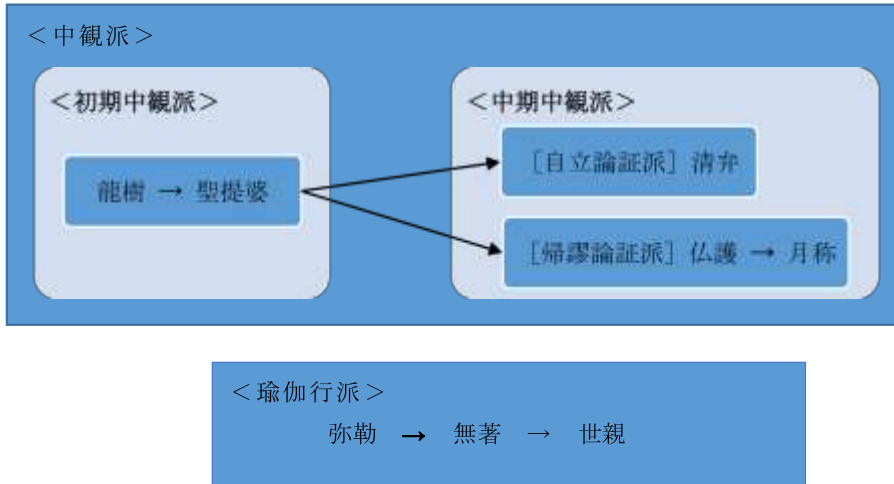 ＜中観派＞
＜初期中観派＞
龍樹 → 聖提婆
＜中期中観派＞
［自立論証派］清弁
［帰謬論証派］仏護 → 月称
＜瑜伽行派＞
弥勒 → 無著 → 世親